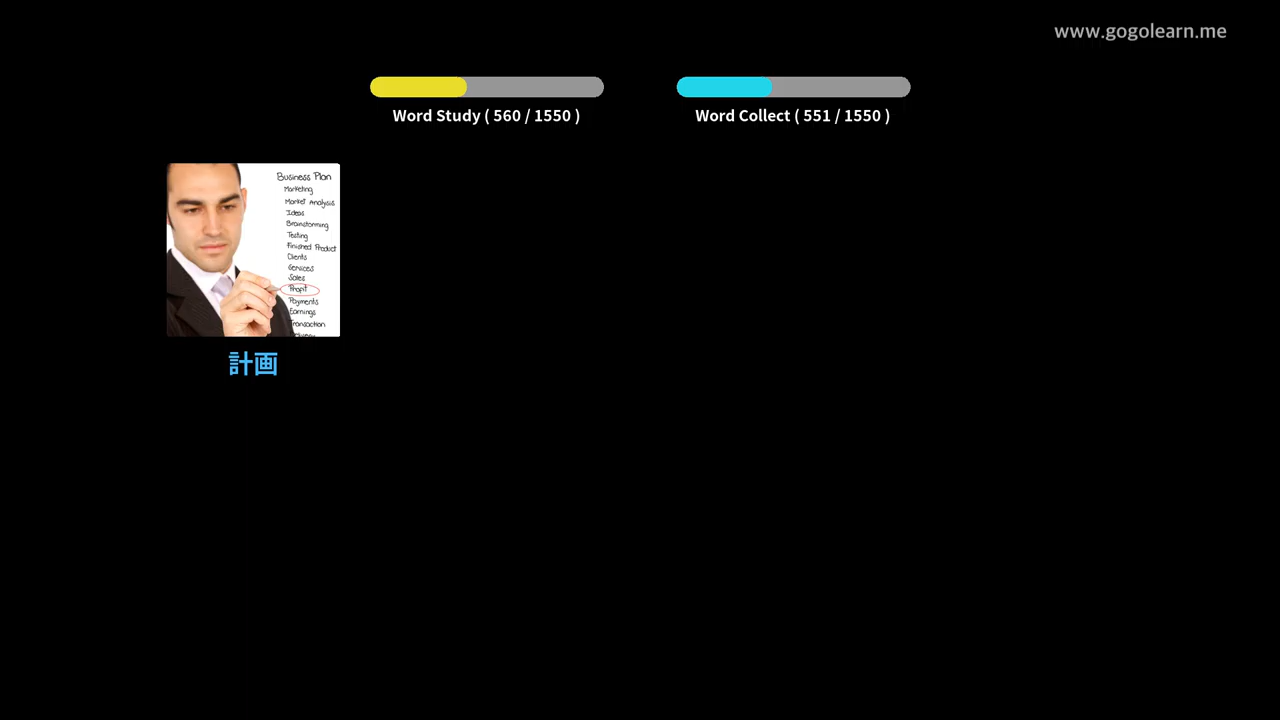 www.gogolearn.me
Word Study ( 560 / 1550 )
Word Collect ( 551 / 1550 )
Business Plan
Marketing
Market Analysis
Ideas
Brainstorming
Testing
Finished Product
Clients
Services
Sales
Profit
Payments
Earnings
Transaction
Delivery
計画